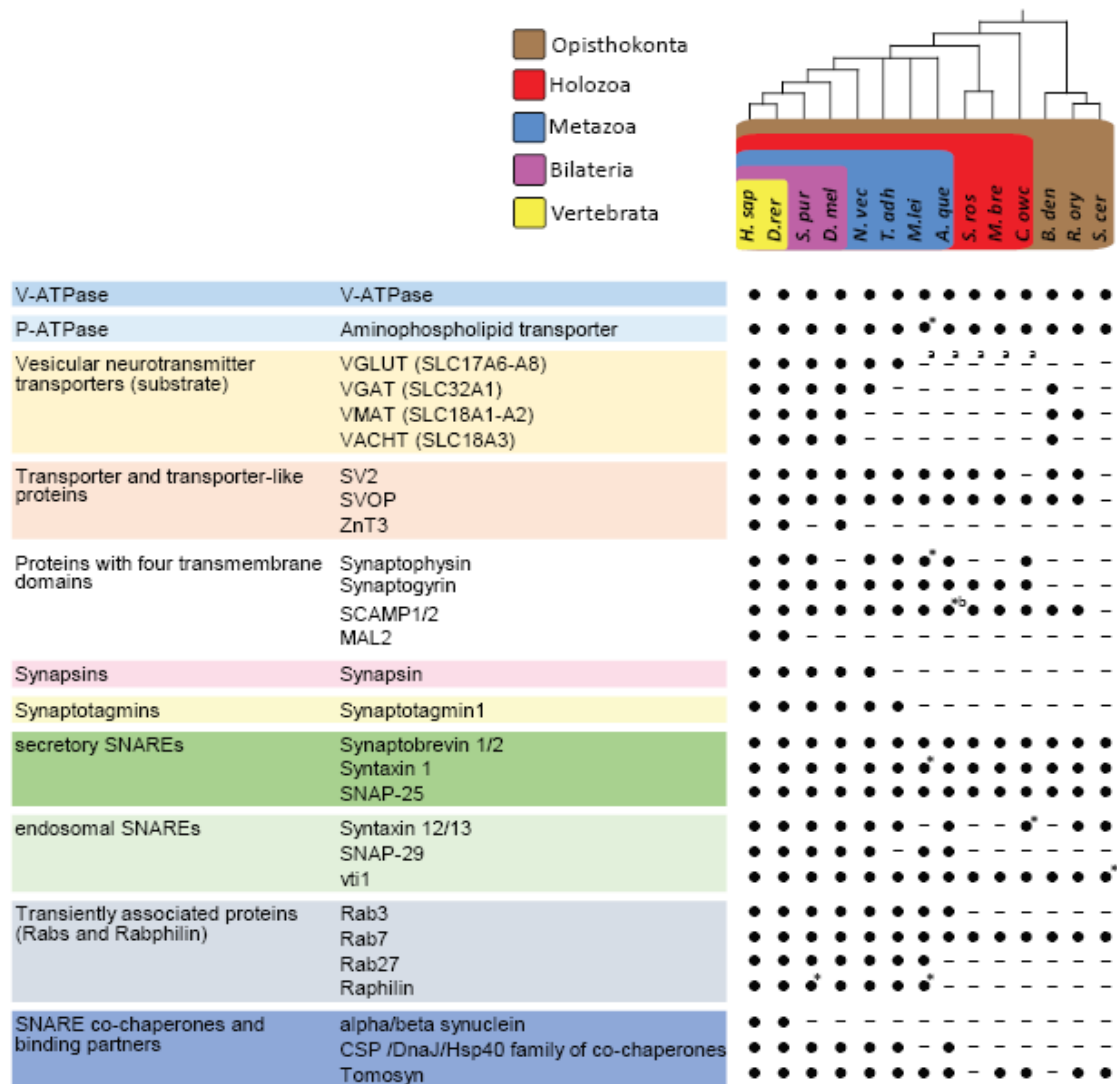 Opisthokonta
Holozoa
Metazoa
Bilateria
Vertebrata
H. sap
D.rer
S. pur
D. mel
N. vec
T. adh
M.lei
A. que
S. ros
M. bre
C. owc
B. den
R. ory
S. cer
V-ATPase V-ATPase ● ● ● ● ● ● ● ● ● ● ● ● ● ●
P-ATPase Aminophospholipid transporter ● ● ● ● ● ● ●* ● ● ● ● ● ● ●
Vesicular neurotransmitter VGLUT (SLC17A6-A8) ● ● ● ● ● ● –a –a –a –a –a – – –
transporters (substrate) VGAT (SLC32A1) ● ● ● ● ● – – – – – – ● – –
VMAT (SLC18A1-A2) ● ● ● ● – – – – – – – ● ● –
VACHT (SLC18A3) ● ● ● ● – – – – – – – ● – –
Transporter and transporter-like SV2 ● ● ● ● ● ● ● ● ● ● – ● ● –
proteins SVOP ● ● ● ● ● ● ● ● ● ● ● ● ● –
ZnT3 ● ● – ● – – – – – – – – – –
Proteins with four transmembrane Synaptophysin ● ● ● – ● ● ●* ● – – ● – – –
domains Synaptogyrin ● ● ● ● ● ● ● ● ● ● ● – – –
SCAMP1/2 ● ● ● ● ● ● ● ●*b ● ● ● ● ● –
MAL2 ● ● – – – – – – – – – – – –
Synapsins Synapsin ● ● ● ● ● – – – – – – – – –
Synaptotagmins Synaptotagmin1 ● ● ● ● ● ● – – – – – – – –
secretory SNAREs Synaptobrevin 1/2 ● ● ● ● ● ● ● ● ● ● ● ● ● ●
Syntaxin 1 ● ● ● ● ● ● ●* ● ● ● ● ● ● ●
SNAP-25 ● ● ● ● ● ● ● ● ● ● ● ● ● ●
endosomal SNAREs Syntaxin 12/13 ● ● ● ● ● ● – ● – – ●* – ● ●
SNAP-29 ● ● ● ● ● – ● ● – – – – – –
vti1 ● ● ● ● ● ● ● ● ● ● ● ● ● ●*
Transiently associated proteins Rab3 ● ● ● ● ● ● ● ● – – – – – –
(Rabs and Rabphilin) Rab7 ● ● ● ● ● ● ● ● ● ● ● ● ● ●
Rab27 ● ● ● ● ● ● ● – – – – – – –
Raphilin ● ● ●* ● ● ● ●* – – – – – – –
SNARE co-chaperones and alpha/beta synuclein ● ● – – – – – – – – – – – –
binding partners CSP /DnaJ/Hsp40 family of co-chaperones ● ● ● ● ● ● – ● – – – – – –
Tomosyn ● ● ● ● ● ● ● ● – ● ● – ● ●